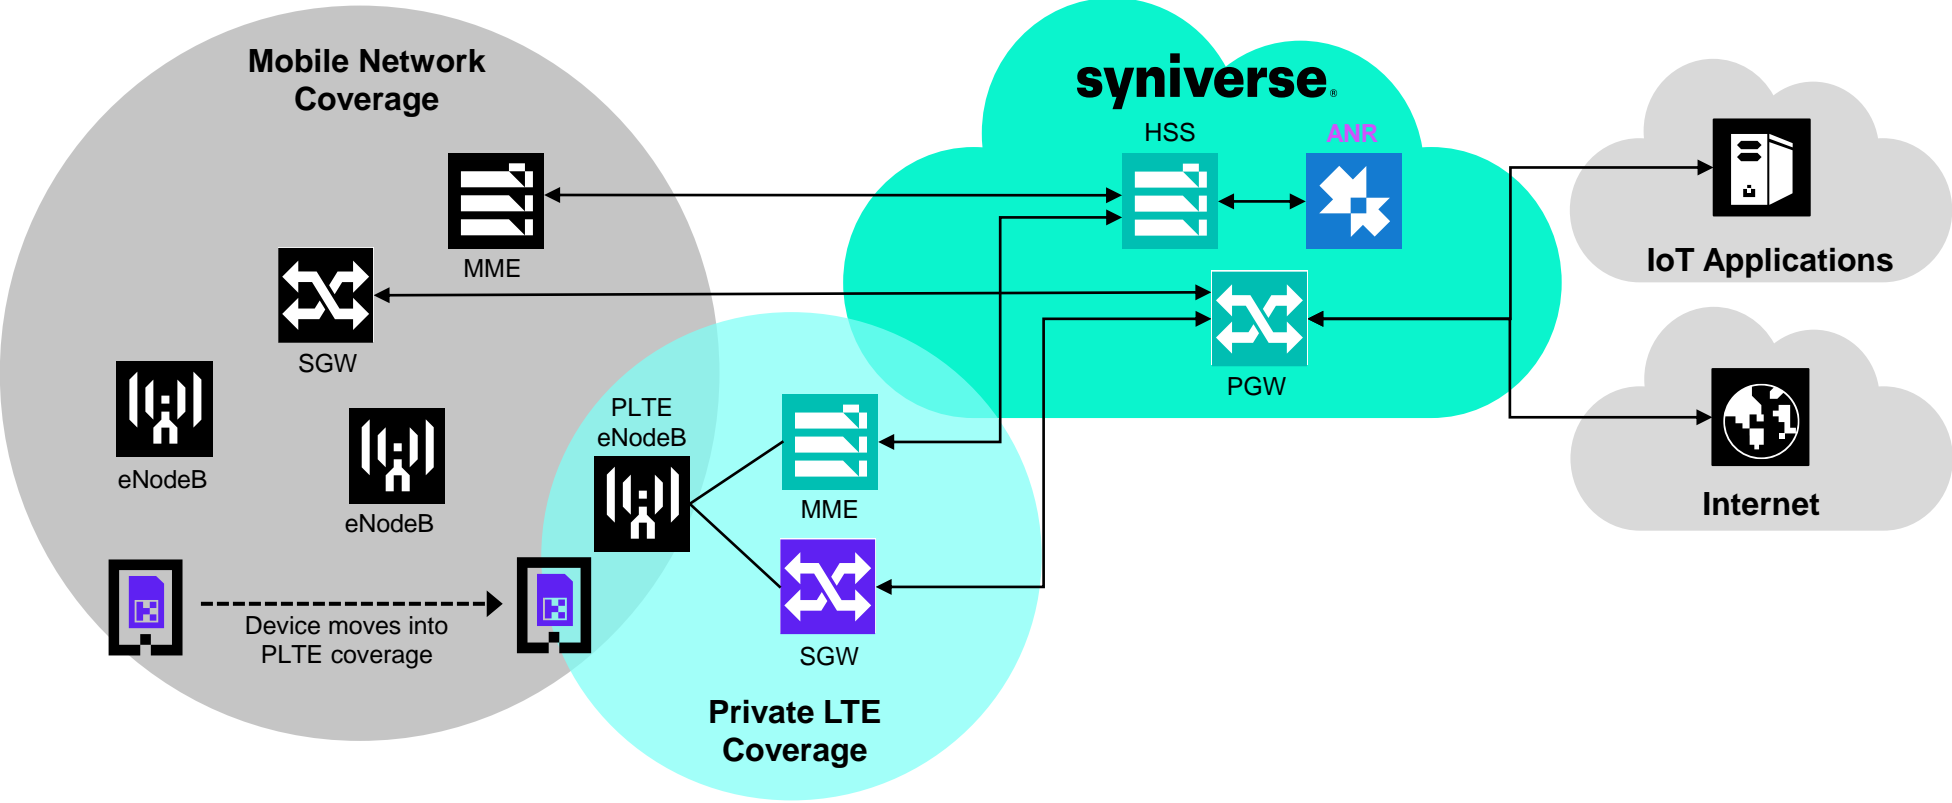 Mobile Network
Coverage
MME
SGW
eNodeB
eNodeB
Device moves into
PLTE coverage
PLTE
eNodeB
MME
SGW
Private LTE
Coverage
syniverse®
HSS
ANR
PGW
IoT Applications
Internet